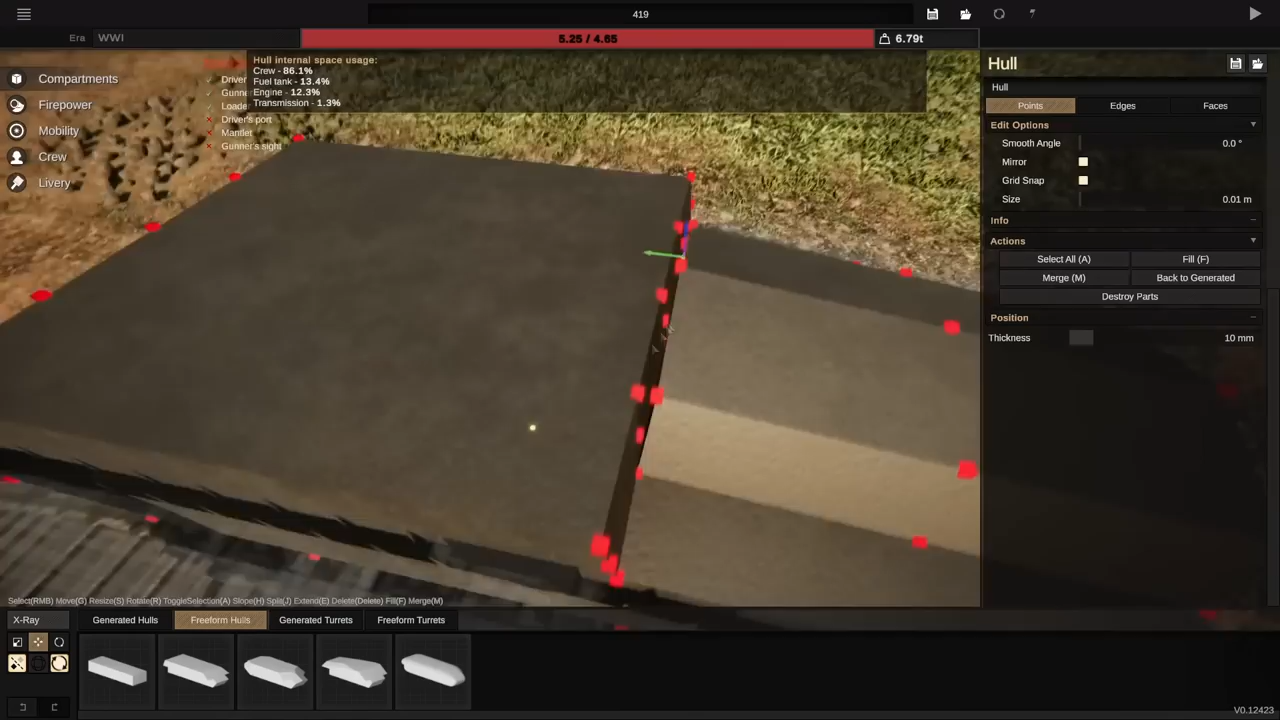 419
Era WWI 5.25 / 4.65 6.79t
Hull internal space usage:
Crew - 86.1%
Fuel tank - 13.4%
Engine - 12.3%
Transmission - 1.3%
Driver
Gunne
Loade
Driver's port
Mantlet
Gunner's sight
Compartments
Firepower
Mobility
Crew
Livery
Hull
Hull
Points Edges Faces
Edit Options
Smooth Angle 0.0 °
Mirror
Grid Snap
Size 0.01 m
Info
Actions
Select All (A) Fill (F)
Merge (M) Back to Generated
Destroy Parts
Position
Thickness 10 mm
Select(RMB) Move(G) Resize(S) Rotate(R) ToggleSelection(A) Slope(H) Split(J) Extend(E) Delete(Delete) Fill(F) Merge(M)
X-Ray Generated Hulls Freeform Hulls Generated Turrets Freeform Turrets
V0.12423